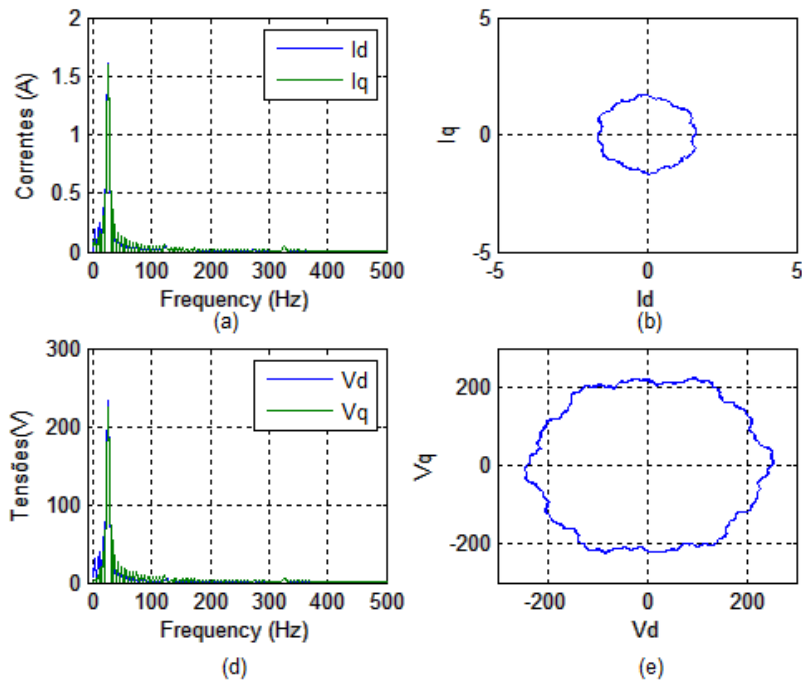 2
1.5
1
0.5
0
Correntes (A)
Id
Iq
0 100 200 300 400 500
Frequency (Hz)
(a)
5
0
-5
Iq
-5 0 5
Id
(b)
300
200
100
0
Tensões(V)
Vd
Vq
0 100 200 300 400 500
Frequency (Hz)
(d)
200
0
-200
Vq
-200 0 200
Vd
(e)